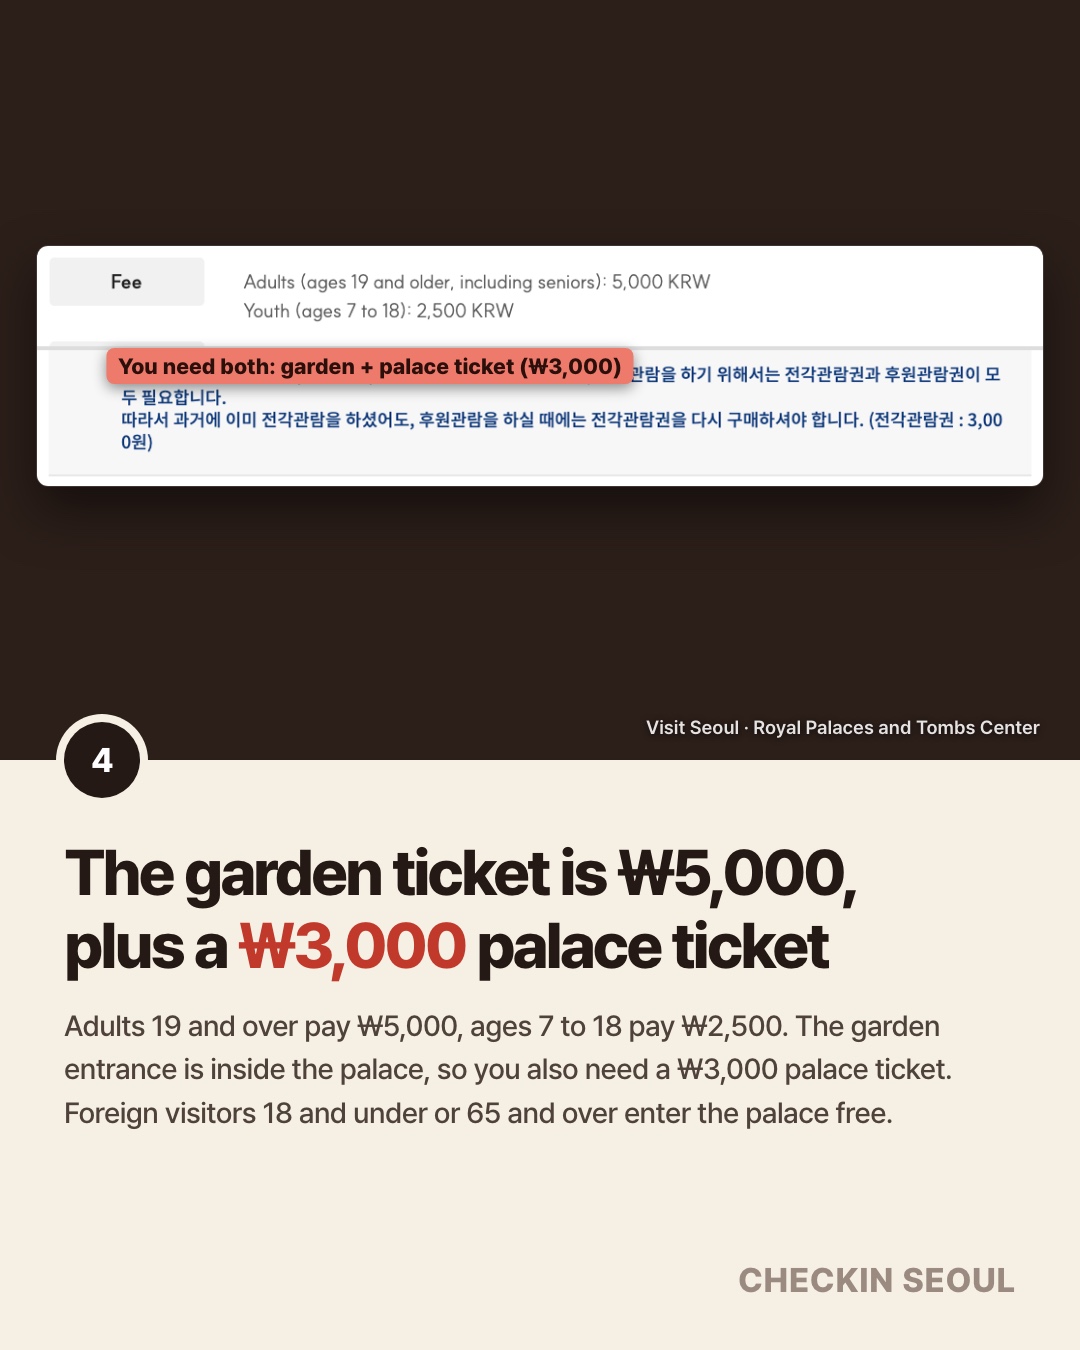 Fee
Adults (ages 19 and older, including seniors): 5,000 KRW
Youth (ages 7 to 18): 2,500 KRW
You need both: garden + palace ticket (₩3,000)
관람을 하기 위해서는 전각관람권과 후원관람권이 모
두 필요합니다.
따라서 과거에 이미 전각관람을 하셨어도, 후원관람을 하실 때에는 전각관람권을 다시 구매하셔야 합니다. (전각관람권 : 3,00
0원)
Visit Seoul · Royal Palaces and Tombs Center
4
The garden ticket is ₩5,000,
plus a ₩3,000 palace ticket
Adults 19 and over pay ₩5,000, ages 7 to 18 pay ₩2,500. The garden
entrance is inside the palace, so you also need a ₩3,000 palace ticket.
Foreign visitors 18 and under or 65 and over enter the palace free.
CHECKIN SEOUL